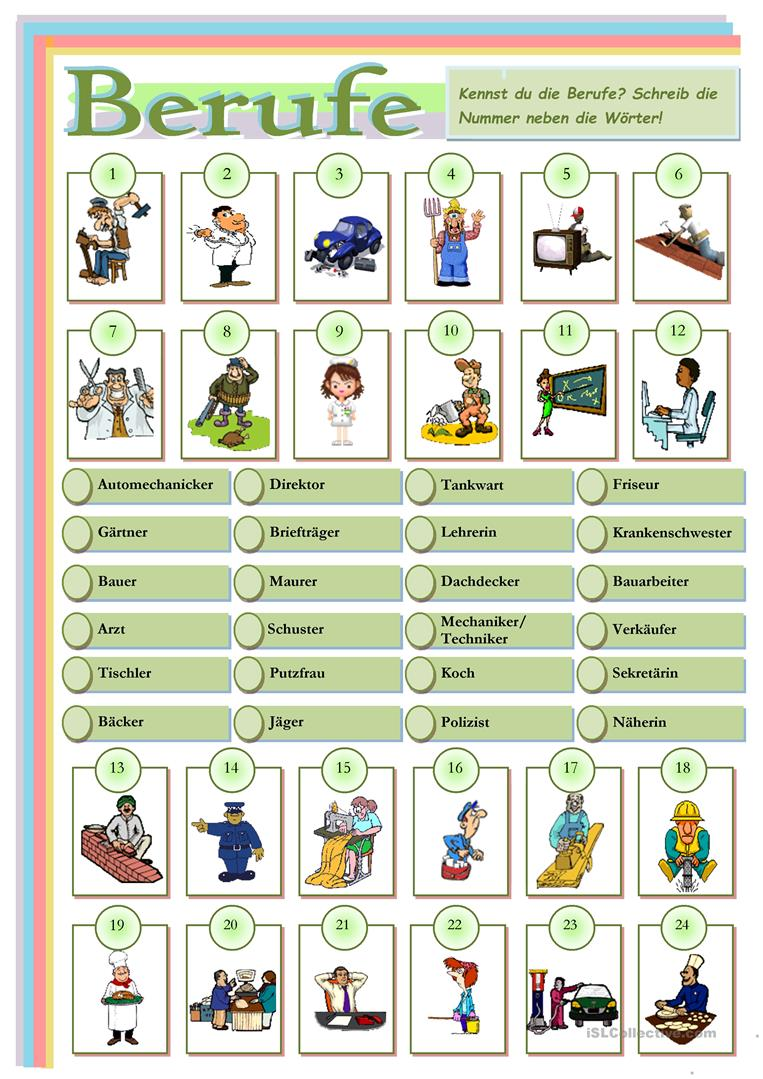 Berufe
Kennst du die Berufe? Schreib die
Nummer neben die Wörter!
1 2 3 4 5 6
7 8 9 10 11 12
Automechanicker Direktor Tankwart Friseur
Gärtner Briefträger Lehrerin Krankenschwester
Bauer Maurer Dachdecker Bauarbeiter
Arzt Schuster Mechaniker/
Techniker Verkäufer
Tischler Putzfrau Koch Sekretärin
Bäcker Jäger Polizist Näherin
13 14 15 16 17 18
19 20 21 22 23 24
iSLCollective.com